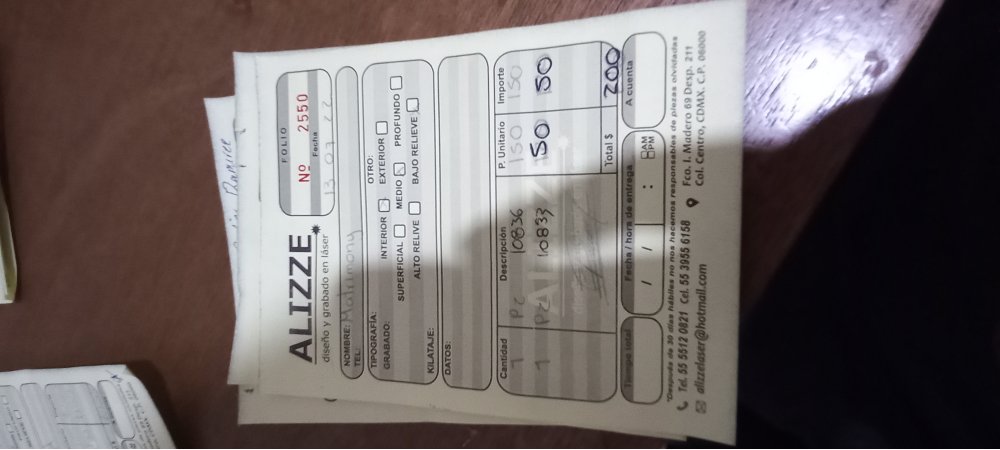 ALIZZE
diseño y grabado en láser
FOLIO
Nº 2550
Fecha
13 07 22
NOMBRE: Matrimony
TEL:
TIPOGRAFÍA: OTRO:
GRABADO: INTERIOR EXTERIOR
SUPERFICIAL MEDIO PROFUNDO
ALTO RELIVE BAJO RELIEVE
KILATAJE:
DATOS:
Cantidad Descripción P. Unitario Importe
1 Pz 10836 150 150
1 Pz 10833 50 50
Total $ 200
Tiempo total Fecha / hora de entrega A cuenta
/ / : AM PM
*Después de 30 días hábiles no nos hacemos responsables de piezas olvidadas
Tel. 55 5512 0821 Cel. 55 3955 6158
alizzelaser@hotmail.com
Fco. I. Madero 69 Desp. 211
Col. Centro, CDMX. C.P. 06000